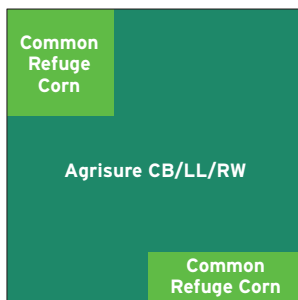 Common
Refuge
Corn
Agrisure CB/LL/RW
Common
Refuge Corn